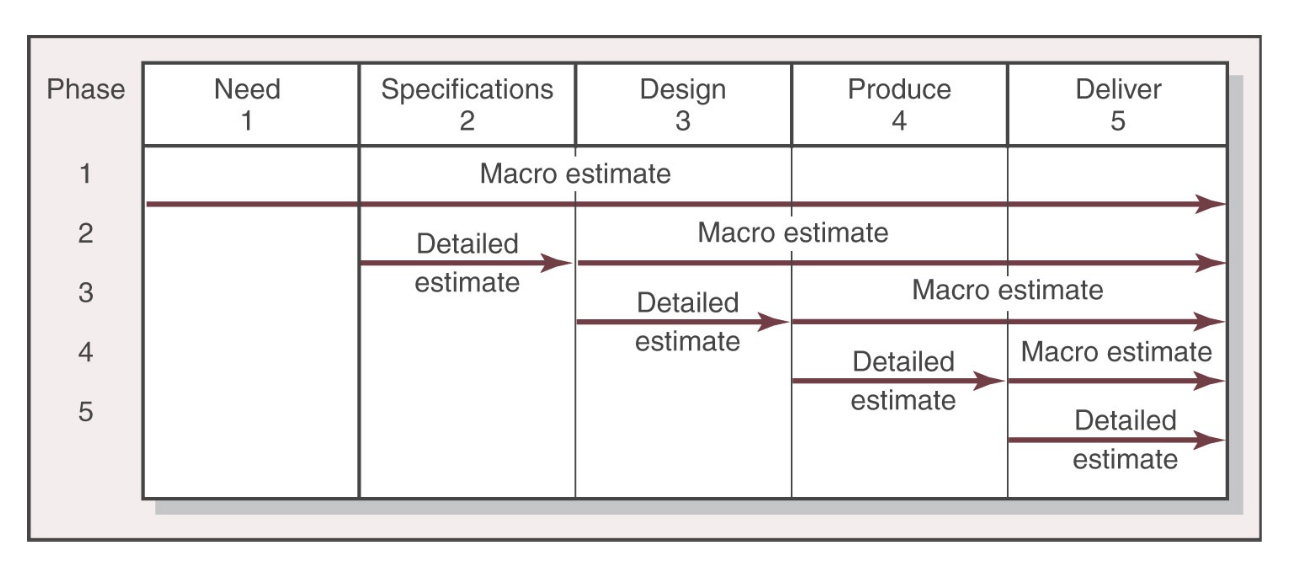 Phase
Need
1
Specifications
2
Design
3
Produce
4
Deliver
5
1
Macro estimate
2
Detailed
estimate
Macro estimate
3
Detailed
estimate
Macro estimate
4
Detailed
estimate
Macro estimate
5
Detailed
estimate